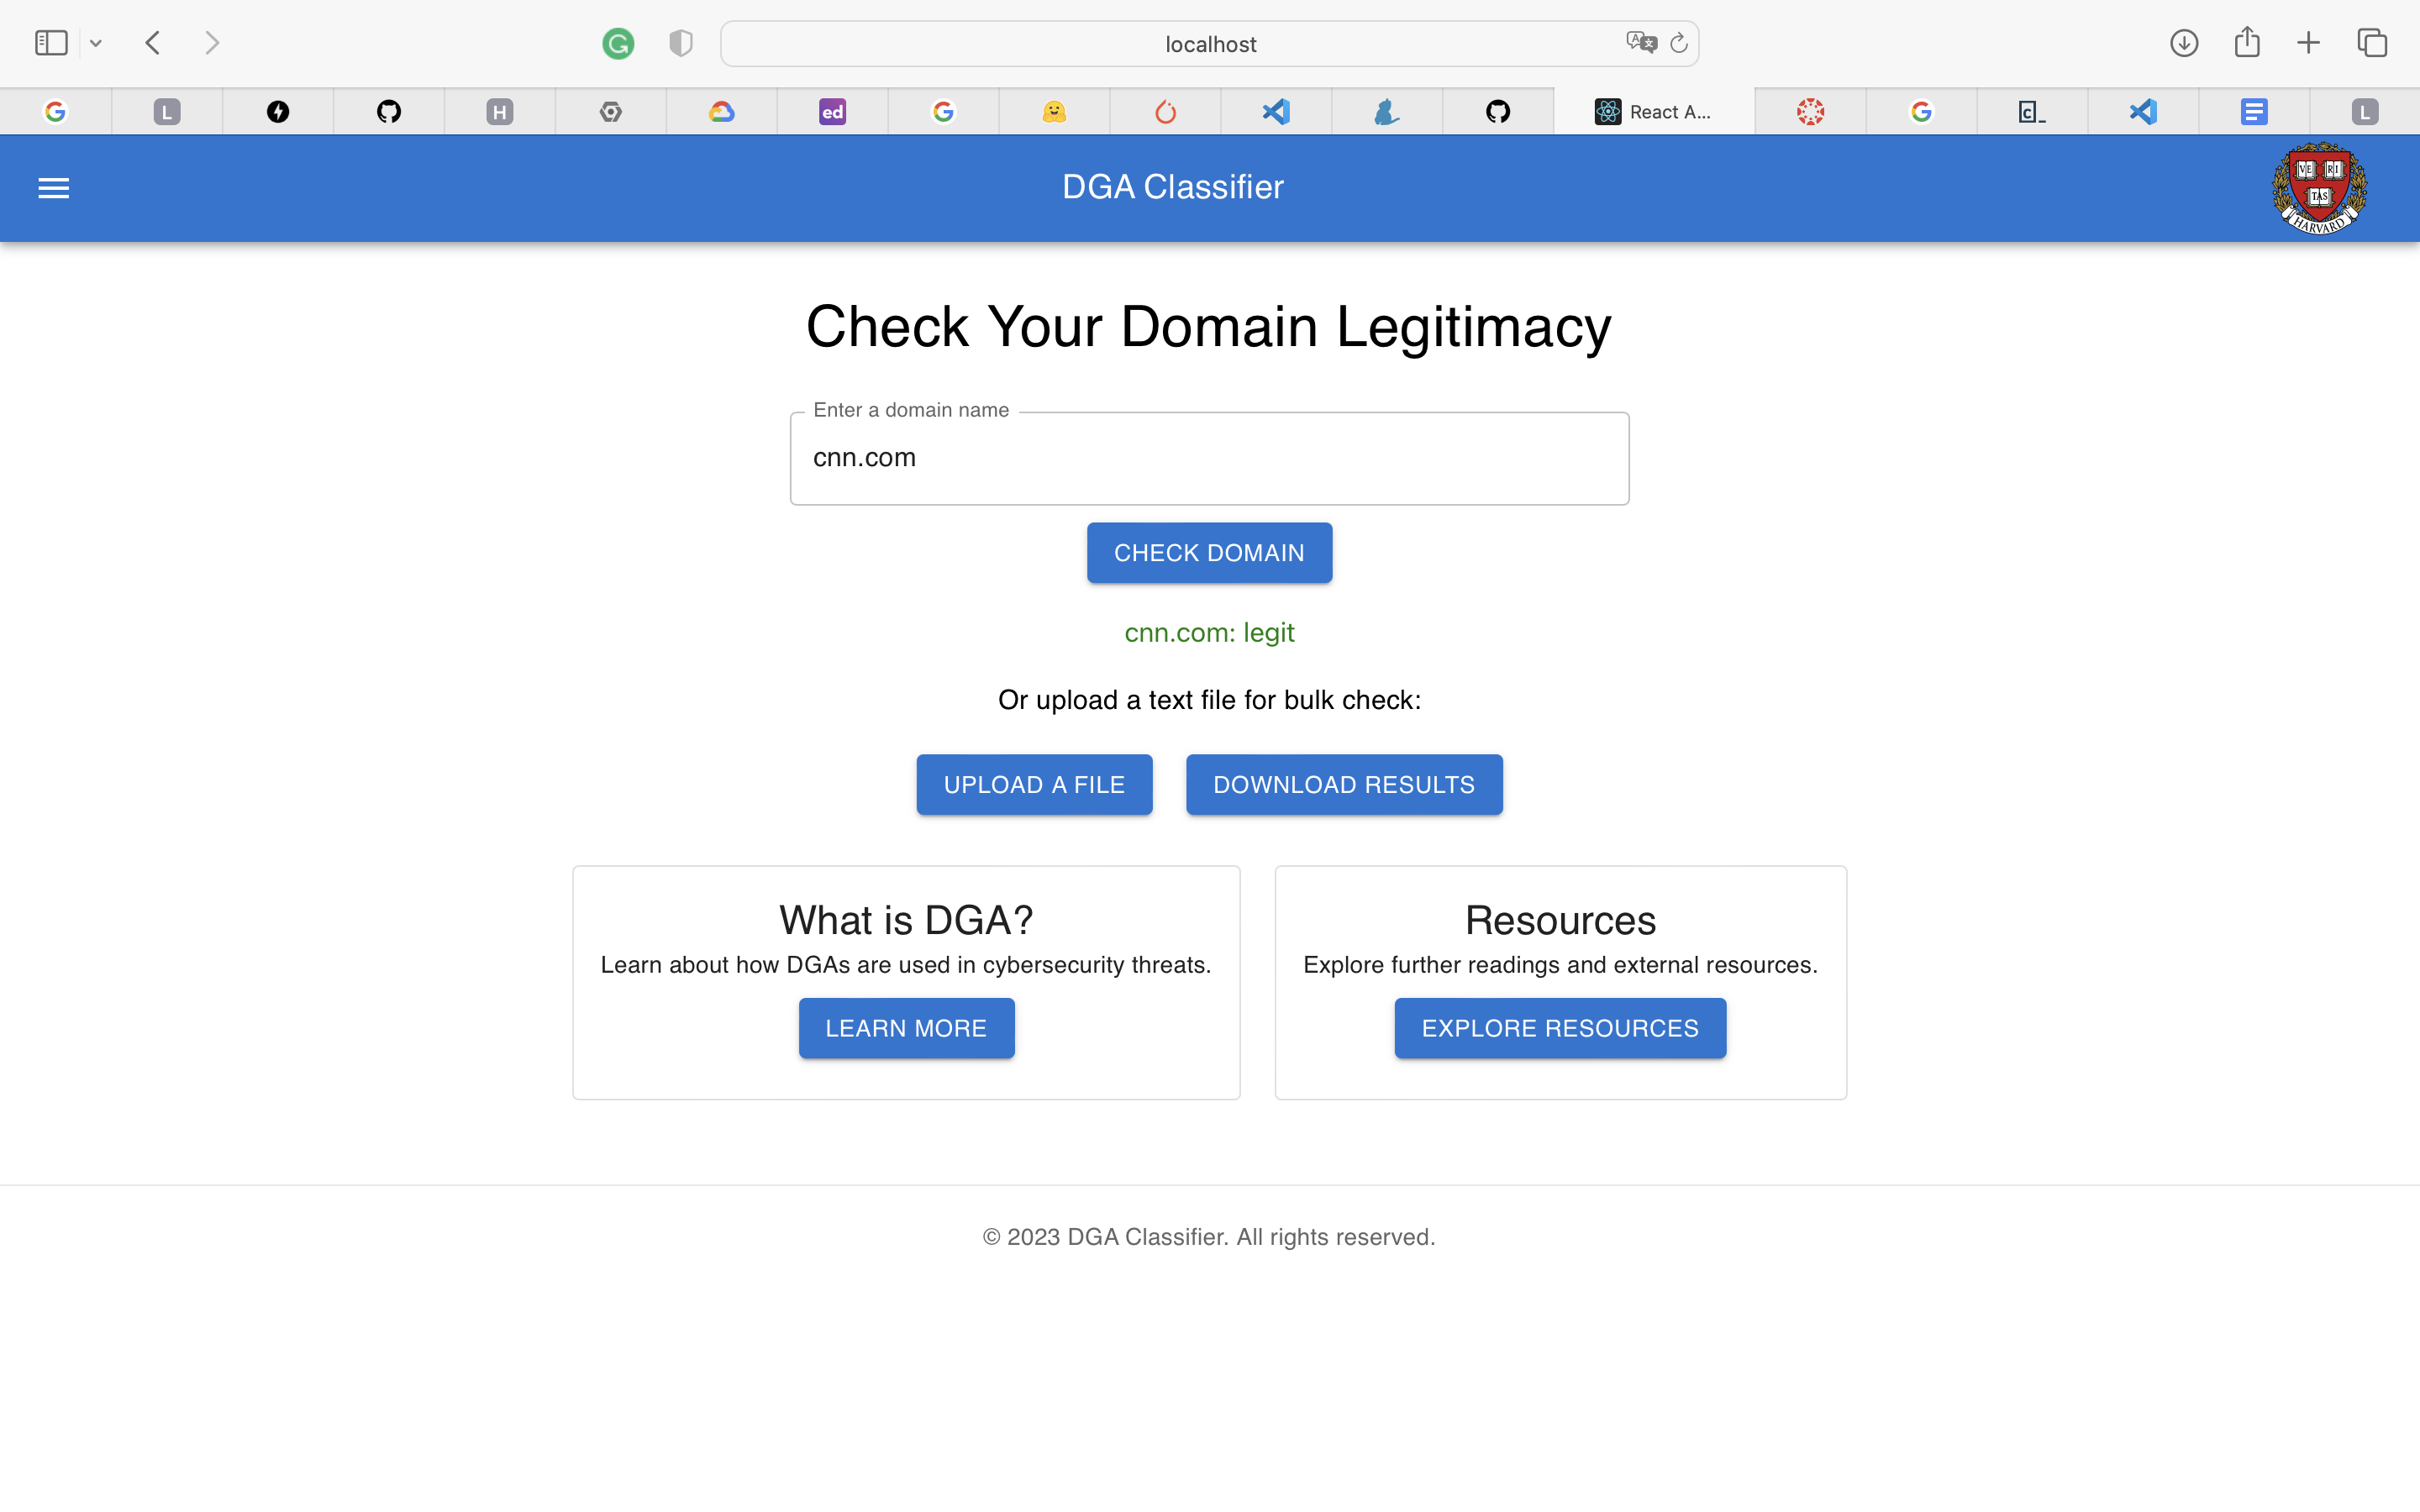 localhost
L
H
ed
React A...
C_
L
DGA Classifier
VE RI
TAS
HARVARD
Check Your Domain Legitimacy
Enter a domain name
cnn.com
CHECK DOMAIN
cnn.com: legit
Or upload a text file for bulk check:
UPLOAD A FILE
DOWNLOAD RESULTS
What is DGA?
Learn about how DGAs are used in cybersecurity threats.
LEARN MORE
Resources
Explore further readings and external resources.
EXPLORE RESOURCES
© 2023 DGA Classifier. All rights reserved.